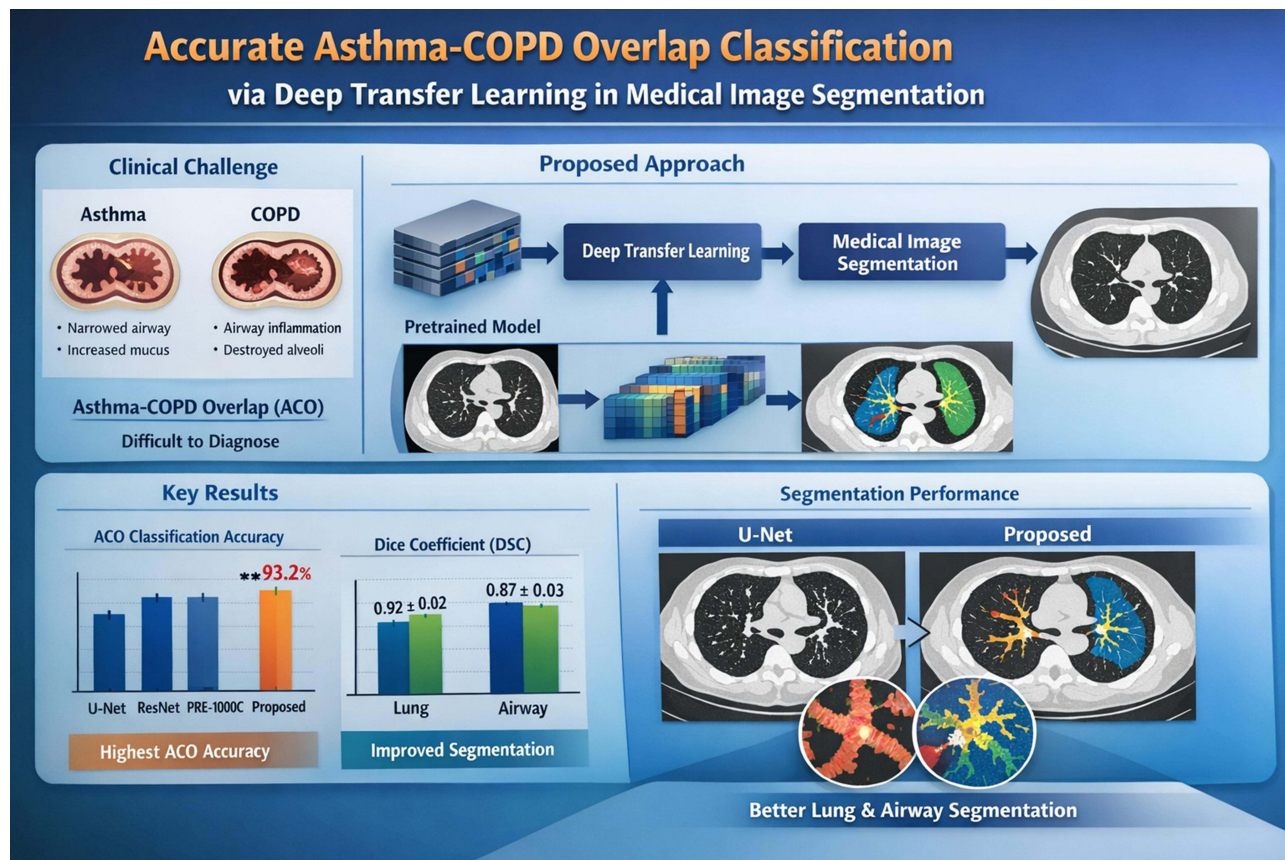 Accurate Asthma-COPD Overlap Classification
via Deep Transfer Learning in Medical Image Segmentation
Clinical Challenge
Asthma
COPD
• Narrowed airway
• Increased mucus
• Airway inflammation
• Destroyed alveoli
Asthma-COPD Overlap (ACO)
Difficult to Diagnose
Proposed Approach
Deep Transfer Learning
Medical Image
Segmentation
Pretrained Model
Key Results
ACO Classification Accuracy
**93.2%
U-Net
ResNet
PRE-1000C
Proposed
Highest ACO Accuracy
Dice Coefficient (DSC)
0.92 ± 0.02
0.87 ± 0.03
Lung
Airway
Improved Segmentation
Segmentation Performance
U-Net
Proposed
Better Lung & Airway Segmentation